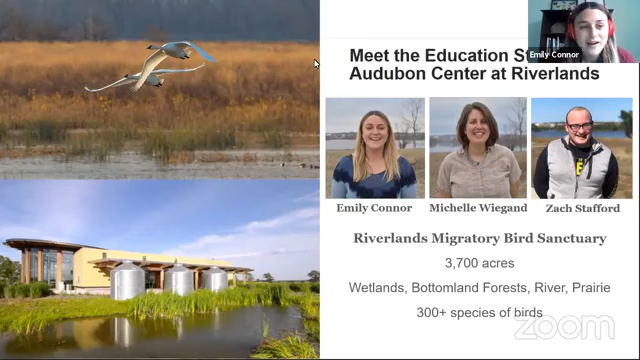 Emily Connor
Meet the Education S
Audubon Center at Riverlands
Emily Connor
Michelle Wiegand
Zach Stafford
Riverlands Migratory Bird Sanctuary
3,700 acres
Wetlands, Bottomland Forests, River, Prairie
300+ species of birds
zoom